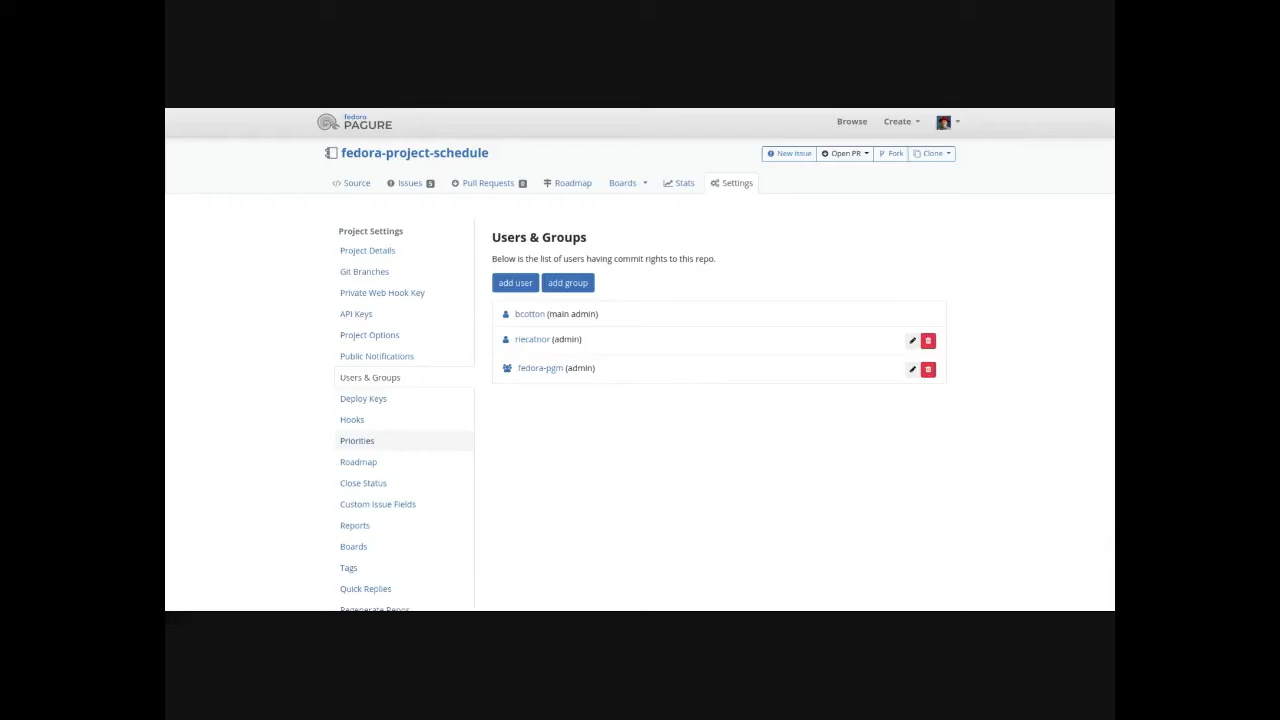 fedora
PAGURE
Browse Create
fedora-project-schedule
New Issue Open PR Fork Clone
Source Issues 5 Pull Requests 0 Roadmap Boards Stats Settings
Project Settings
Project Details
Git Branches
Private Web Hook Key
API Keys
Project Options
Public Notifications
Users & Groups
Deploy Keys
Hooks
Priorities
Roadmap
Close Status
Custom Issue Fields
Reports
Boards
Tags
Quick Replies
Regenerate Repos
Users & Groups
Below is the list of users having commit rights to this repo.
add user add group
bcotton (main admin)
riecatnor (admin)
fedora-pgm (admin)